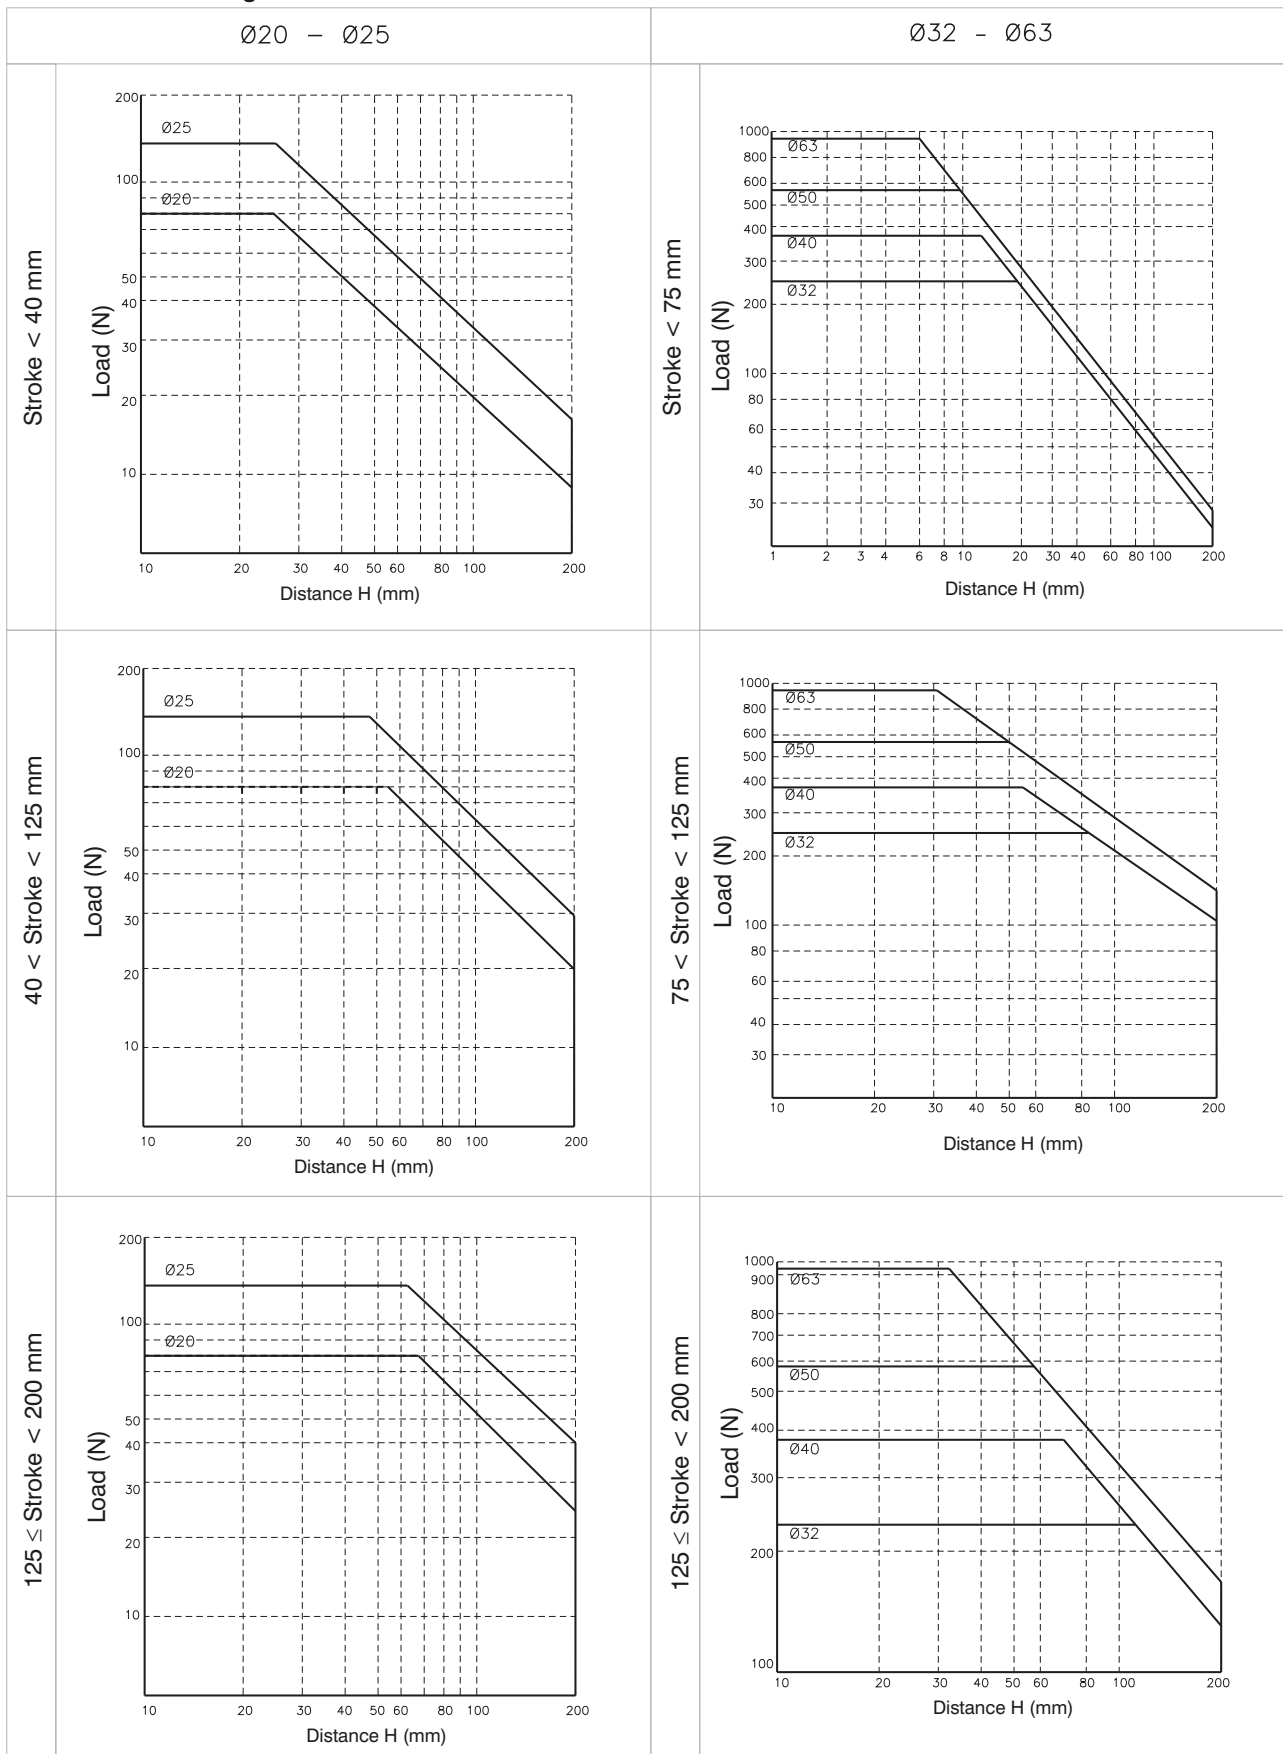 Ø20 – Ø25
Ø32 – Ø63
Stroke < 40 mm
Load (N)
200
100
50
40
30
20
10
Ø25
Ø20
10 20 30 40 50 60 100 200
Distance H (mm)
Stroke < 75 mm
Load (N)
1000
800
600
500
400
300
200
100
80
60
40
30
Ø63
Ø50
Ø40
Ø32
1 2 3 4 6 8 10 20 30 40 60 80 100 200
Distance H (mm)
40 < Stroke < 125 mm
Load (N)
200
100
50
40
30
20
10
Ø25
Ø20
10 20 30 40 50 60 100 200
Distance H (mm)
75 < Stroke < 125 mm
Load (N)
1000
800
600
500
400
300
200
100
80
60
40
30
Ø63
Ø50
Ø40
Ø32
10 20 30 40 50 60 80 100 200
Distance H (mm)
125 ≤ Stroke < 200 mm
Load (N)
200
100
50
40
30
20
10
Ø25
Ø20
10 20 30 40 50 60 100 200
Distance H (mm)
125 ≤ Stroke < 200 mm
Load (N)
1000
900
800
700
600
500
400
300
200
100
Ø63
Ø50
Ø40
Ø32
10 20 30 40 50 60 80 100 200
Distance H (mm)